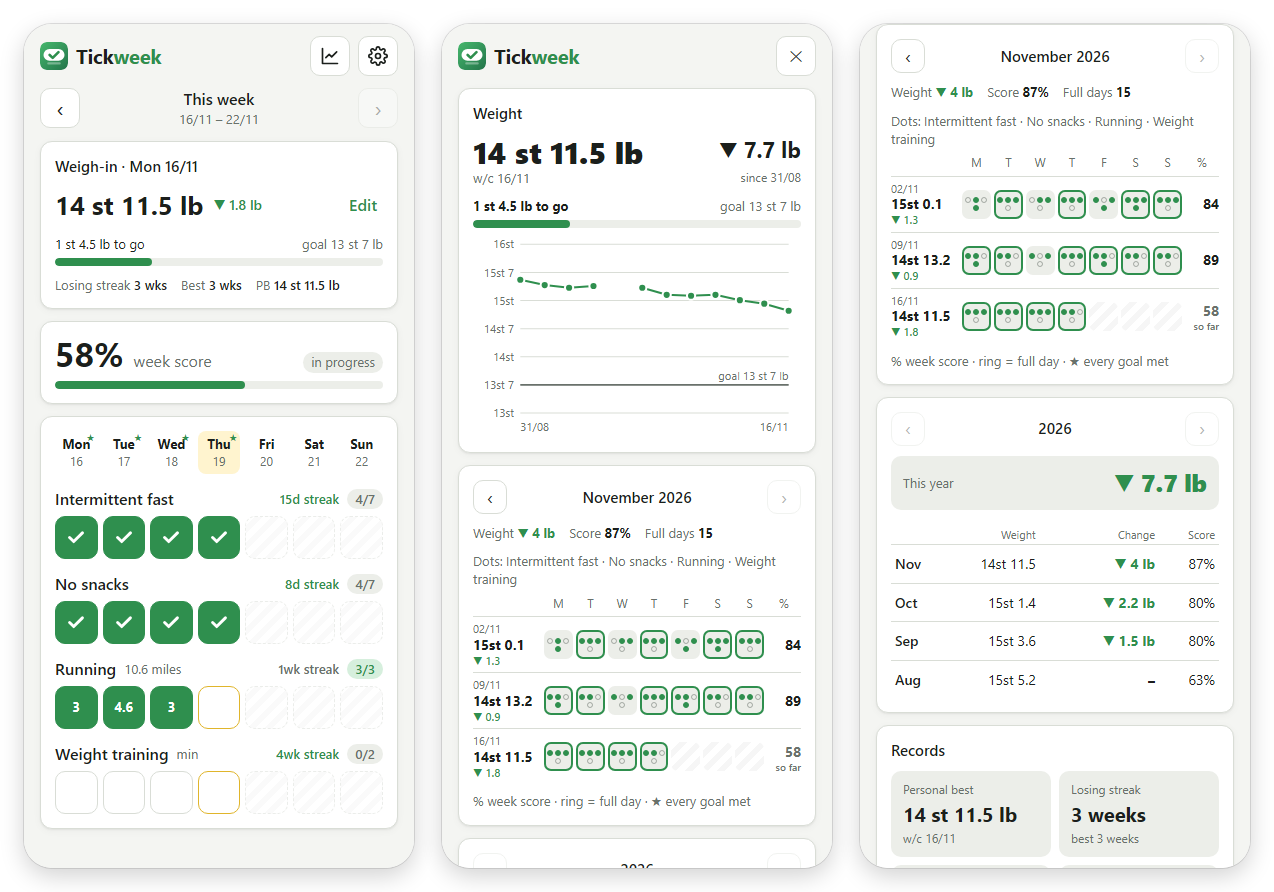 Tickweek
This week
16/11 – 22/11
Weigh-in · Mon 16/11
14 st 11.5 lb ▼ 1.8 lb Edit
1 st 4.5 lb to go goal 13 st 7 lb
Losing streak 3 wks Best 3 wks PB 14 st 11.5 lb
58% week score in progress
Mon★ Tue★ Wed★ Thu★ Fri Sat Sun
16 17 18 19 20 21 22
Intermittent fast 15d streak 4/7
No snacks 8d streak 4/7
Running 10.6 miles 1wk streak 3/3
3 4.6 3
Weight training min 4wk streak 0/2
Tickweek
Weight
14 st 11.5 lb ▼ 7.7 lb
w/c 16/11 since 31/08
1 st 4.5 lb to go goal 13 st 7 lb
16st
15st 7
15st
14st 7
14st
goal 13 st 7 lb
13st 7
13st
31/08 16/11
November 2026
Weight ▼ 4 lb Score 87% Full days 15
Dots: Intermittent fast · No snacks · Running · Weight
training
M T W T F S S %
02/11
15st 0.1 84
▼ 1.3
09/11
14st 13.2 89
▼ 0.9
16/11
14st 11.5 58
▼ 1.8 so far
% week score · ring = full day · ★ every goal met
2026
November 2026
Weight ▼ 4 lb Score 87% Full days 15
Dots: Intermittent fast · No snacks · Running · Weight
training
M T W T F S S %
02/11
15st 0.1 84
▼ 1.3
09/11
14st 13.2 89
▼ 0.9
16/11
14st 11.5 58
▼ 1.8 so far
% week score · ring = full day · ★ every goal met
2026
This year ▼ 7.7 lb
Weight Change Score
Nov 14st 11.5 ▼ 4 lb 87%
Oct 15st 1.4 ▼ 2.2 lb 80%
Sep 15st 3.6 ▼ 1.5 lb 80%
Aug 15st 5.2 – 63%
Records
Personal best Losing streak
14 st 11.5 lb 3 weeks
w/c 16/11 best 3 weeks